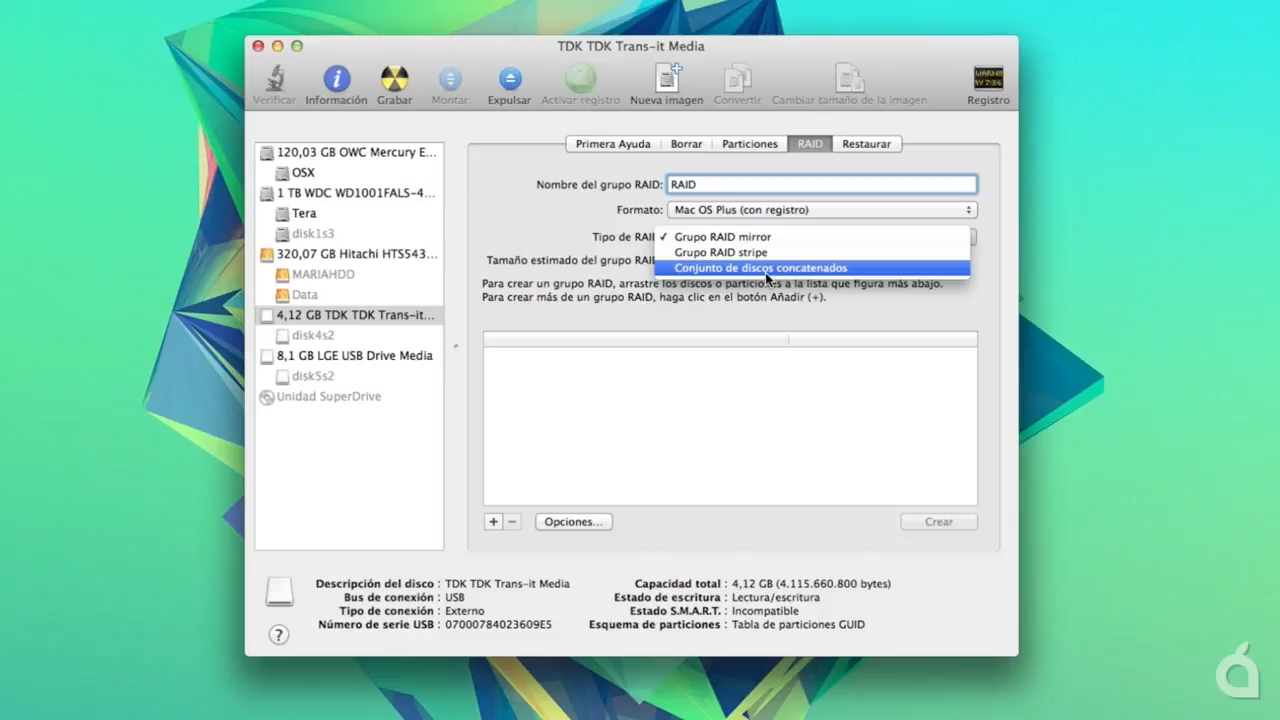 TDK TDK Trans-it Media
Verificar
Información
Grabar
Montar
Expulsar
Activar registro
Nueva imagen
Convertir
Cambiar tamaño de la imagen
Registro
120,03 GB OWC Mercury E...
OSX
1 TB WDC WD1001FALS-4...
Tera
disk1s3
320,07 GB Hitachi HTS543...
MARIAHDD
Data
4,12 GB TDK TDK Trans-it...
disk4s2
8,1 GB LGE USB Drive Media
disk5s2
Unidad SuperDrive
Primera Ayuda
Borrar
Particiones
RAID
Restaurar
Nombre del grupo RAID: RAID
Formato: Mac OS Plus (con registro)
Tipo de RAI
✓ Grupo RAID mirror
Grupo RAID stripe
Conjunto de discos concatenados
Tamaño estimado del grupo RAI
Para crear un grupo RAID, arrastre los discos o particiones a la lista que figura más abajo.
Para crear más de un grupo RAID, haga clic en el botón Añadir (+).
+ −
Opciones...
Crear
Descripción del disco : TDK TDK Trans-it Media
Bus de conexión : USB
Tipo de conexión : Externo
Número de serie USB : 07000784023609E5
Capacidad total : 4,12 GB (4.115.660.800 bytes)
Estado de escritura : Lectura/escritura
Estado S.M.A.R.T. : Incompatible
Esquema de particiones : Tabla de particiones GUID
?